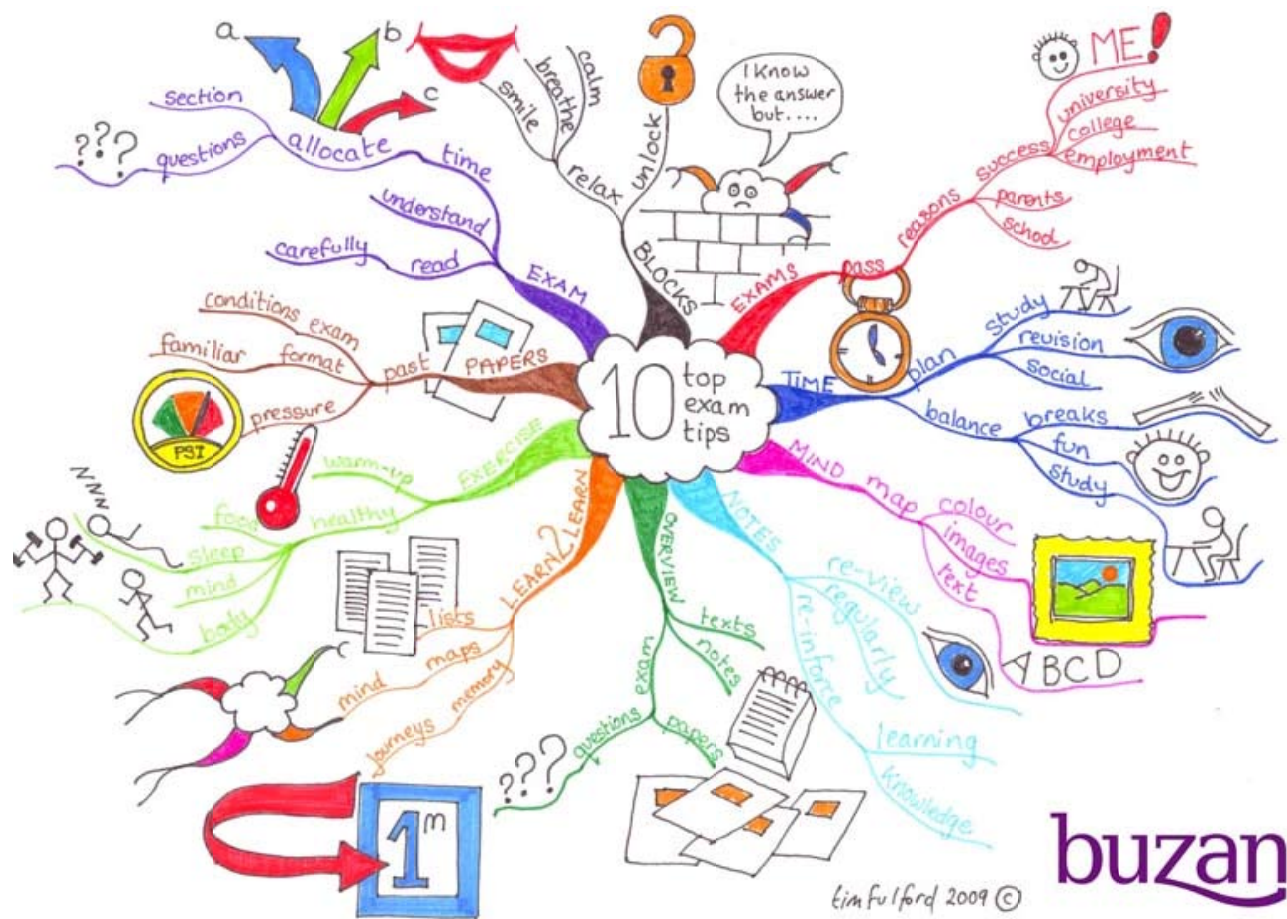 10 top
exam
tips
EXAMS
pass
reasons
success
ME!
university
college
employment
parents
school
TIME
plan
study
revision
social
balance
breaks
fun
study
MIND
map
colour
images
text
ABCD
NOTES
re-view
regularly
re-inforce
learning
knowledge
OVERVIEW
texts
notes
exam
papers
questions
???
LEARN 2 LEARN
lists
mind maps
memory
journeys
1m
EXERCISE
healthy
warm-up
food
sleep
zzzz
mind
body
PAPERS
past
conditions exam
familiar format
pressure
PSI
EXAM
time
allocate
a
b
c
section
questions
???
understand
carefully read
BLOCKS
relax
smile
breathe
calm
unlock
I know
the answer
but....
timfulford 2009 ©
buzan